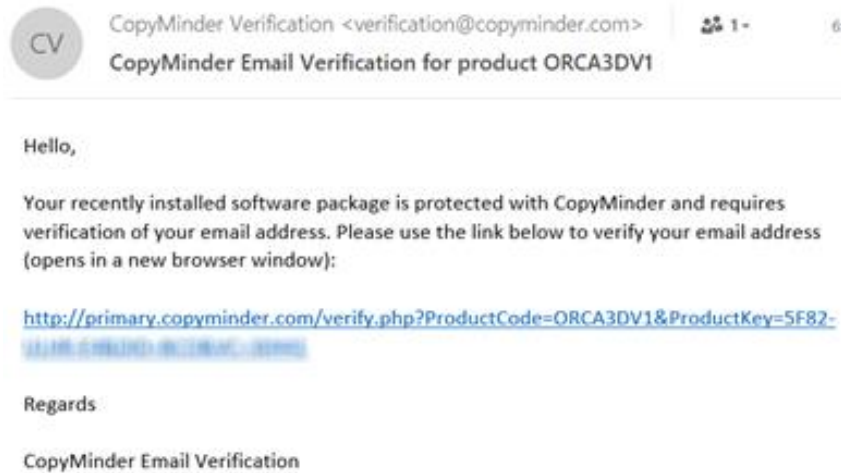 CV
CopyMinder Verification <verification@copyminder.com>
1
6
CopyMinder Email Verification for product ORCA3DV1
Hello,
Your recently installed software package is protected with CopyMinder and requires
verification of your email address. Please use the link below to verify your email address
(opens in a new browser window):
http://primary.copyminder.com/verify.php?ProductCode=ORCA3DV1&ProductKey=5F82-
Regards
CopyMinder Email Verification